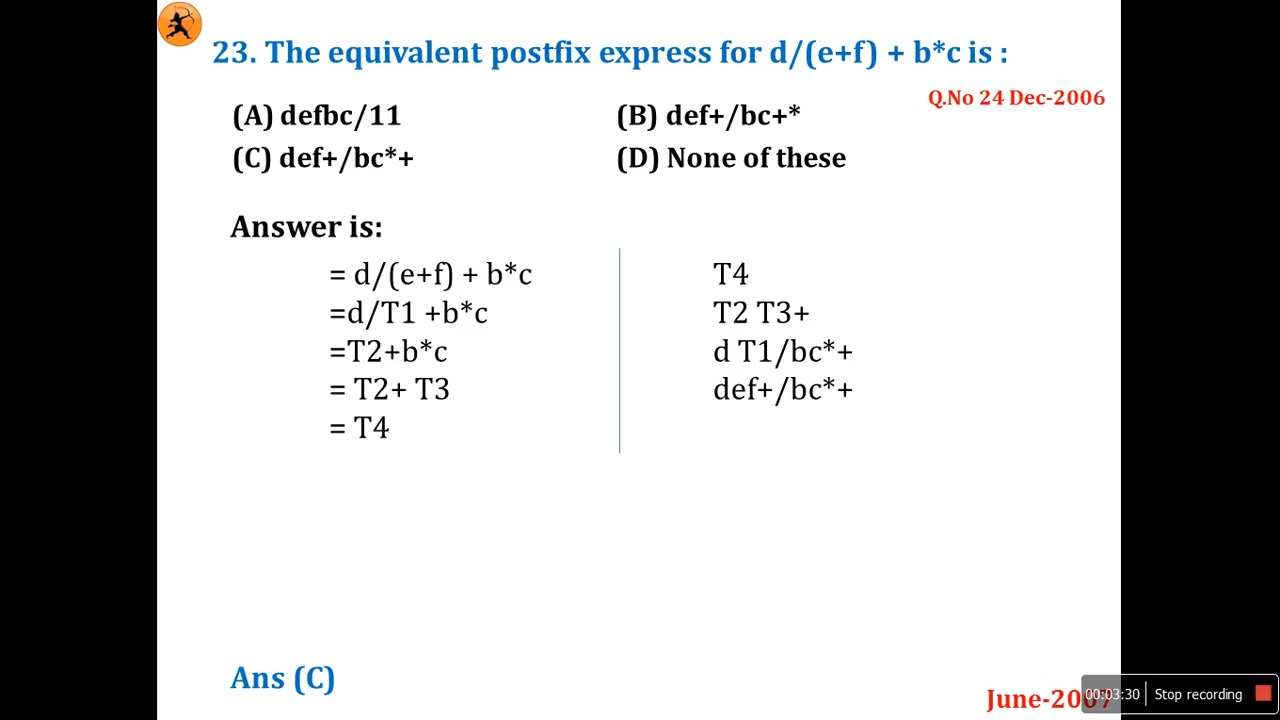 23. The equivalent postfix express for d/(e+f) + b*c is :
Q.No 24 Dec-2006
(A) defbc/11
(B) def+/bc+*
(C) def+/bc*+
(D) None of these
Answer is:
= d/(e+f) + b*c
=d/T1 +b*c
=T2+b*c
= T2+ T3
= T4
T4
T2 T3+
d T1/bc*+
def+/bc*+
Ans (C)
June-2007
00:03:30 Stop recording